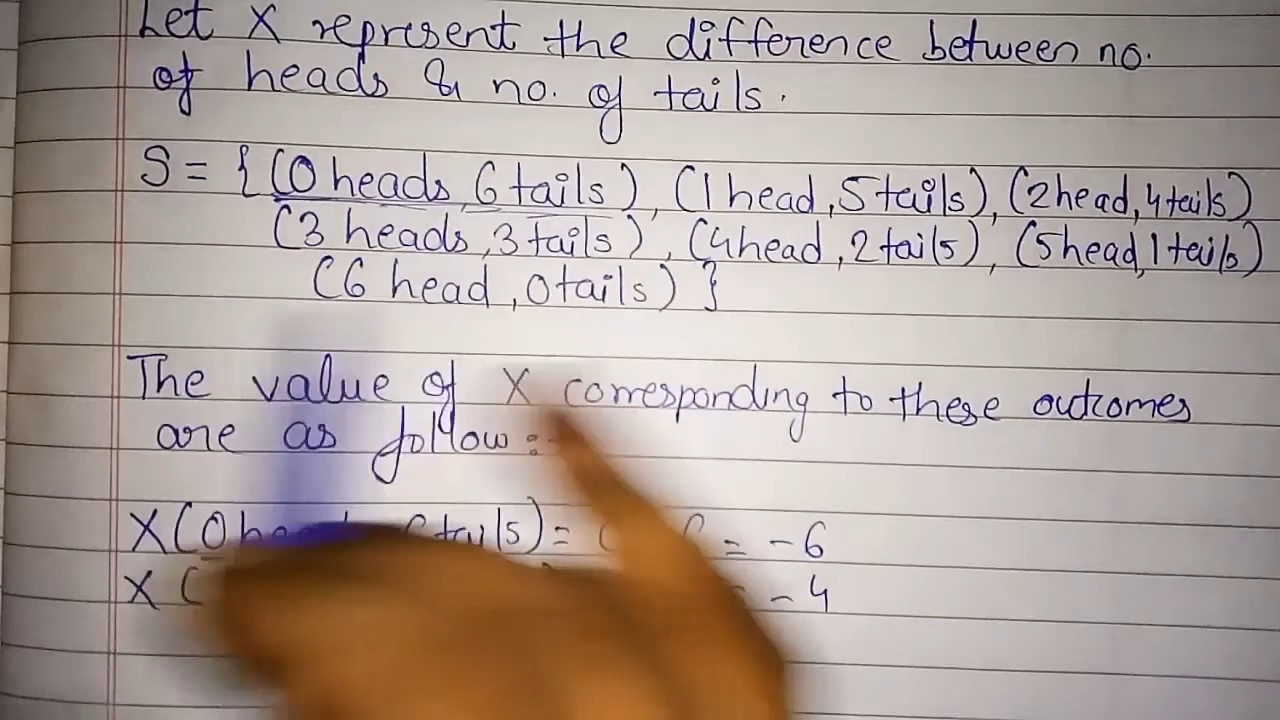 Let X represent the difference between no.
of heads & no. of tails.
S = {(0 heads, 6 tails), (1 head, 5 tails), (2 head, 4 tails)
(3 heads, 3 tails), (4 head, 2 tails), (5 head, 1 tails)
(6 head, 0 tails)}
The value of X corresponding to these outcomes
are as follow:-
X(0 tails) = = -6
X ( -4